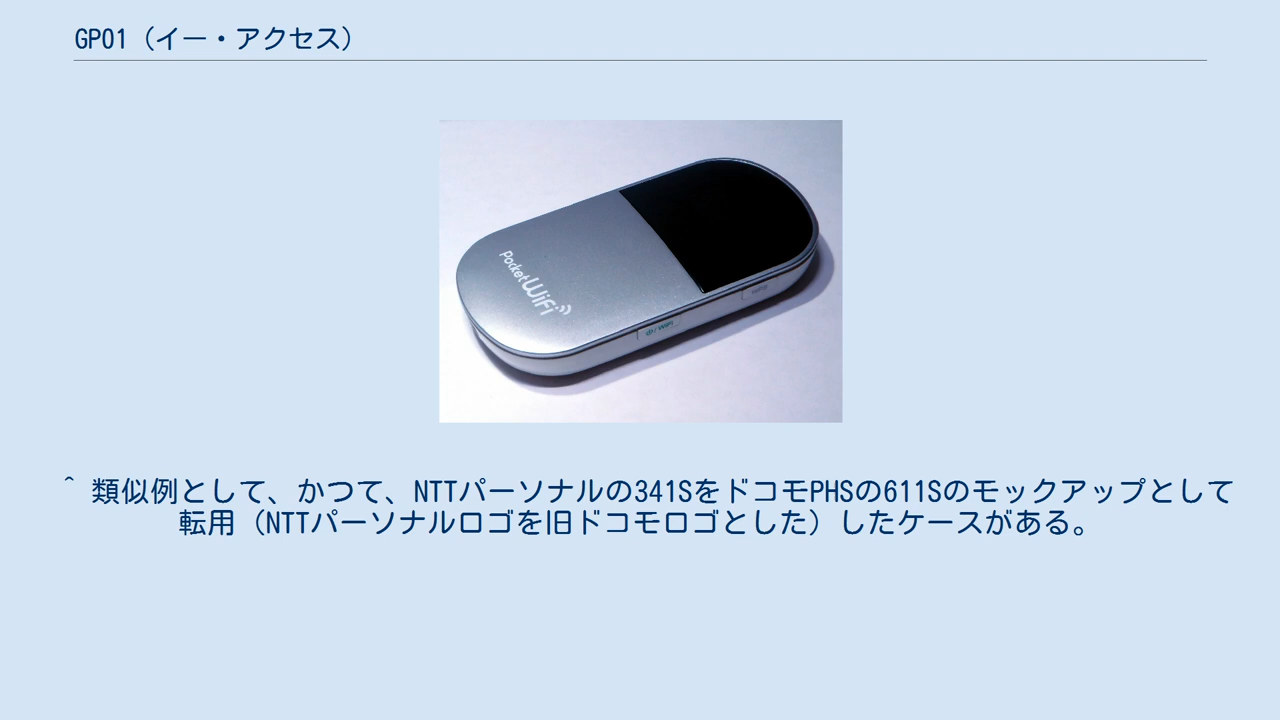 GP01（イー・アクセス）
Pocket WiFi
WiFi
WPS
^ 類似例として、かつて、NTTパーソナルの341SをドコモPHSの611Sのモックアップとして
転用（NTTパーソナルロゴを旧ドコモロゴとした）したケースがある。